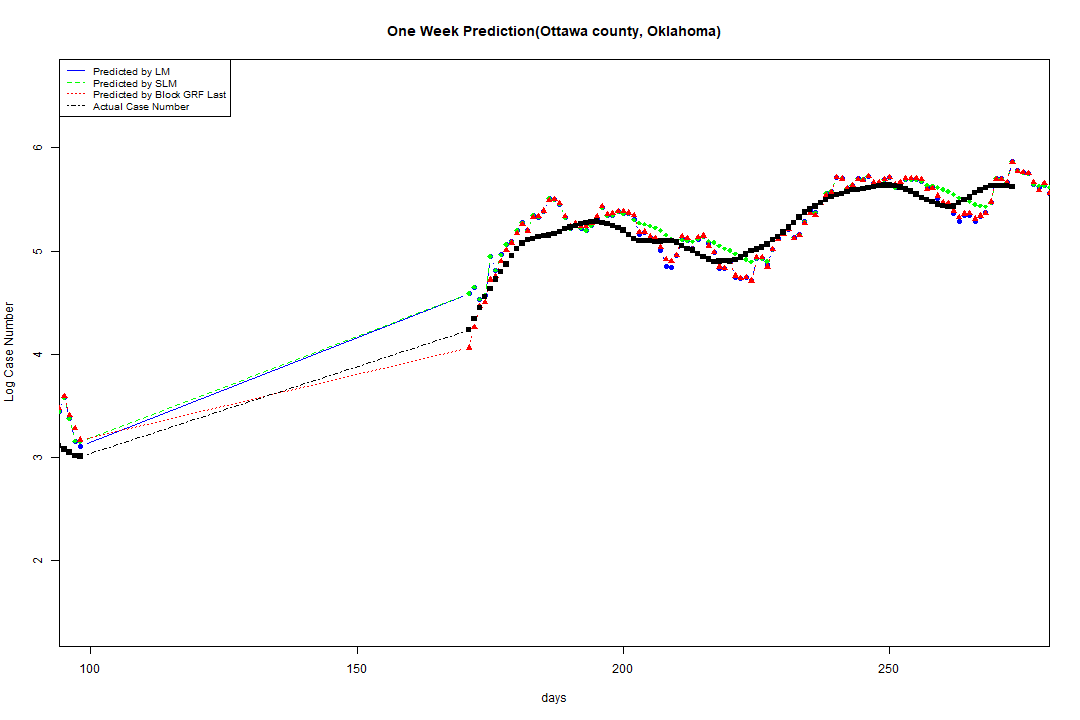 One Week Prediction(Ottawa county, Oklahoma)
Predicted by LM
Predicted by SLM
Predicted by Block GRF Last
Actual Case Number
6
5
4
3
2
Log Case Number
100 150 200 250
days